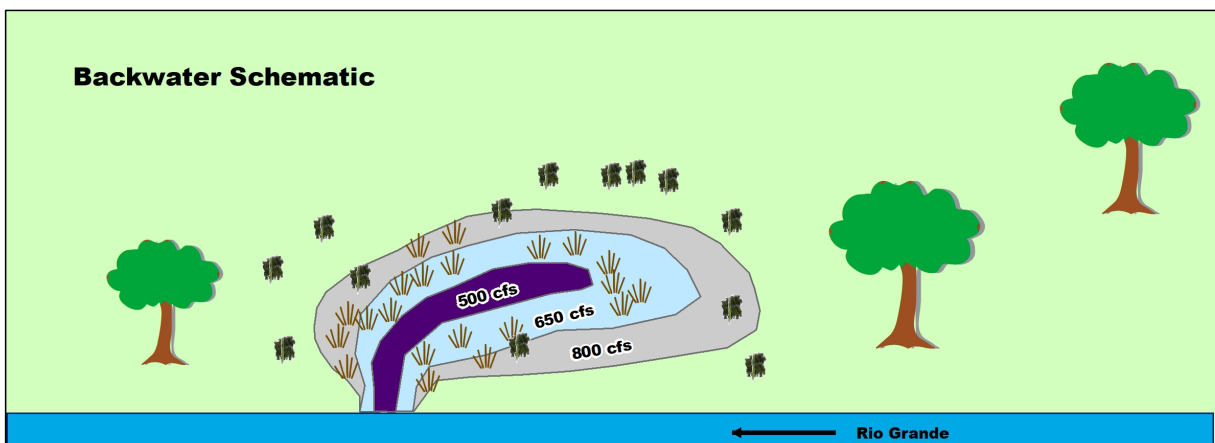 Backwater Schematic
500 cfs
650 cfs
800 cfs
Rio Grande